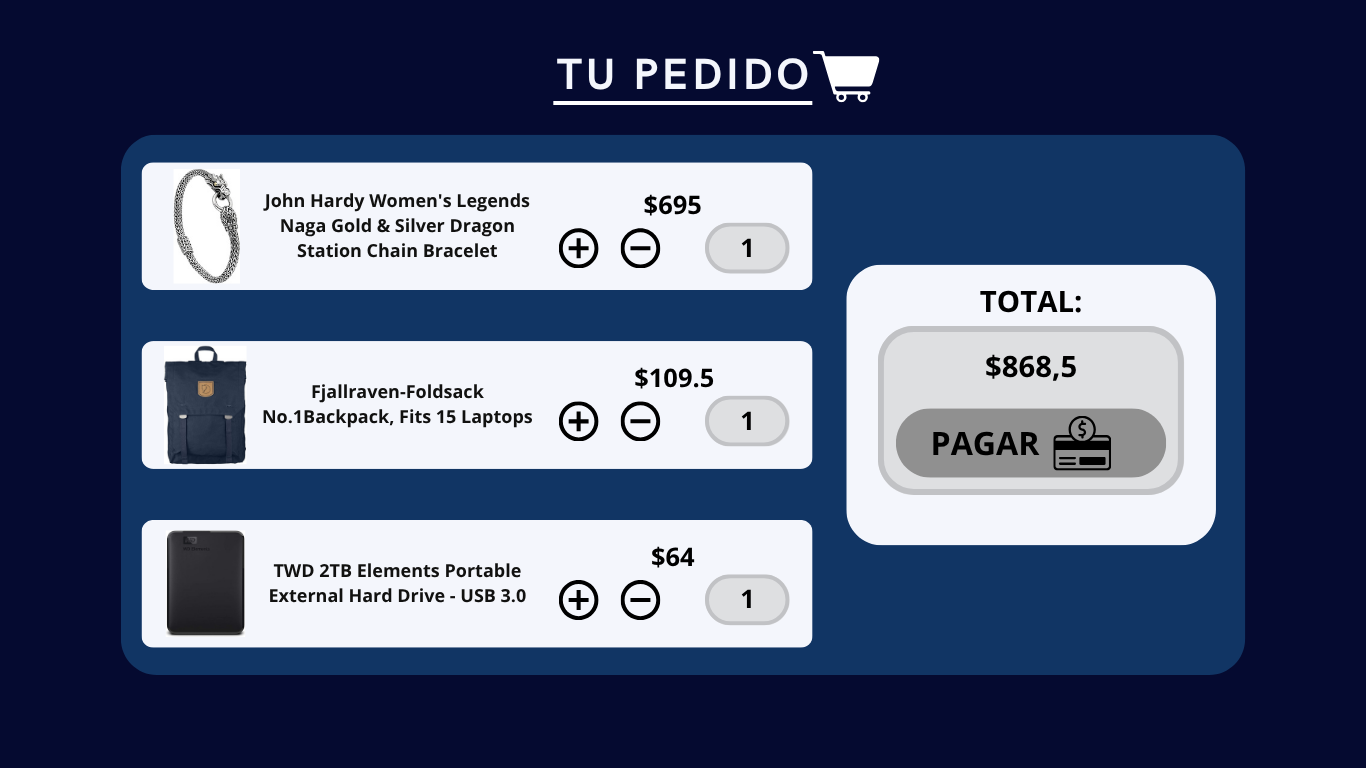 TU PEDIDO
John Hardy Women's Legends
Naga Gold & Silver Dragon
Station Chain Bracelet
$695
1
Fjallraven-Foldsack
No.1Backpack, Fits 15 Laptops
$109.5
1
TWD 2TB Elements Portable
External Hard Drive - USB 3.0
$64
1
TOTAL:
$868,5
PAGAR
$